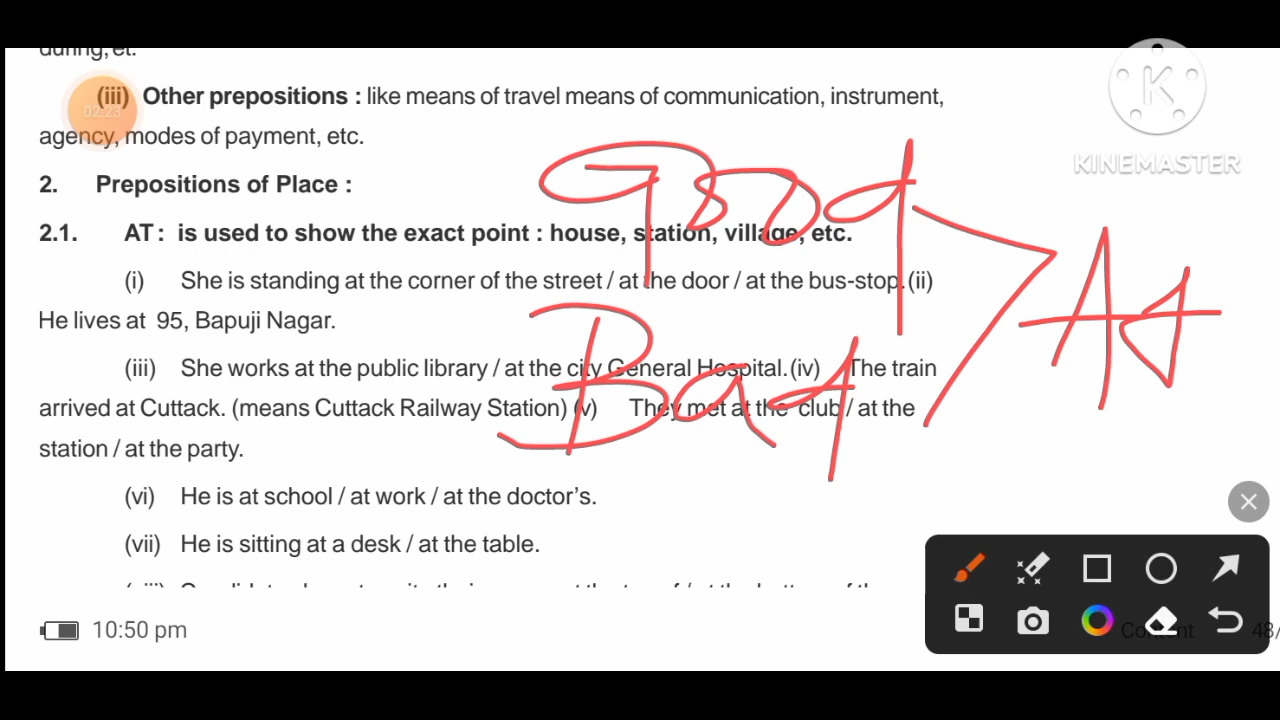 during, et.
(iii) Other prepositions : like means of travel means of communication, instrument,
agency, modes of payment, etc.
02:23
KINEMASTER
2. Prepositions of Place :
good
2.1. AT : is used to show the exact point : house, station, village, etc.
(i) She is standing at the corner of the street / at the door / at the bus-stop.(ii)
He lives at 95, Bapuji Nagar.
Bad
(iii) She works at the public library / at the city General Hospital.(iv) The train
arrived at Cuttack. (means Cuttack Railway Station) (v) They met at the club / at the
station / at the party.
(vi) He is at school / at work / at the doctor's.
(vii) He is sitting at a desk / at the table.
10:50 pm
Content 48/